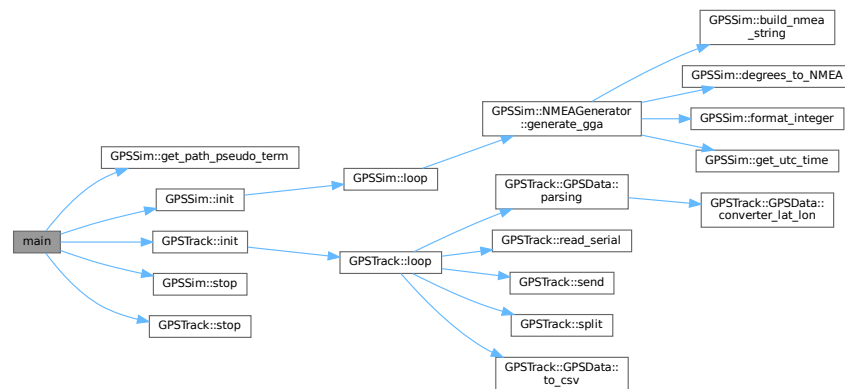 main
GPSSim::get_path_pseudo_term
GPSSim::init
GPSTrack::init
GPSSim::stop
GPSTrack::stop
GPSSim::loop
GPSTrack::loop
GPSSim::NMEAGenerator
::generate_gga
GPSTrack::GPSData::
parsing
GPSTrack::read_serial
GPSTrack::send
GPSTrack::split
GPSTrack::GPSData::
to_csv
GPSSim::build_nmea
_string
GPSSim::degrees_to_NMEA
GPSSim::format_integer
GPSSim::get_utc_time
GPSTrack::GPSData::
converter_lat_lon